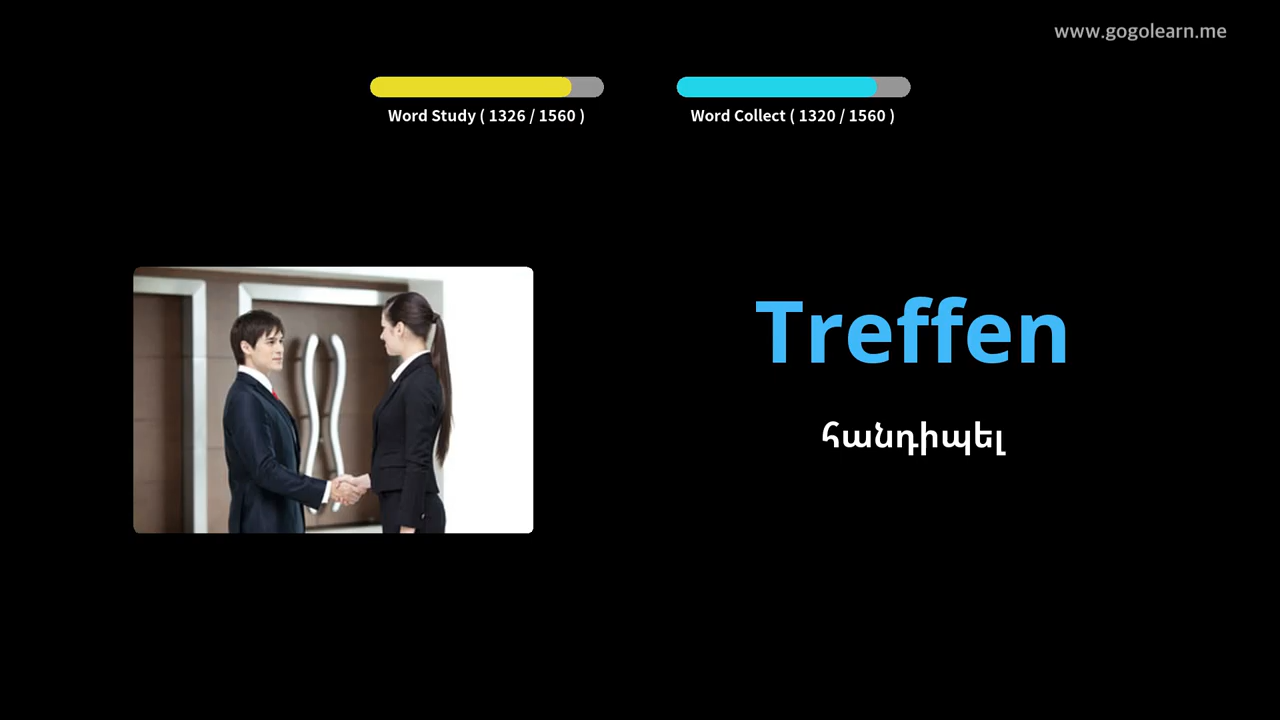 www.gogolearn.me
Word Study ( 1326 / 1560 )
Word Collect ( 1320 / 1560 )
Treffen
հանդիպել